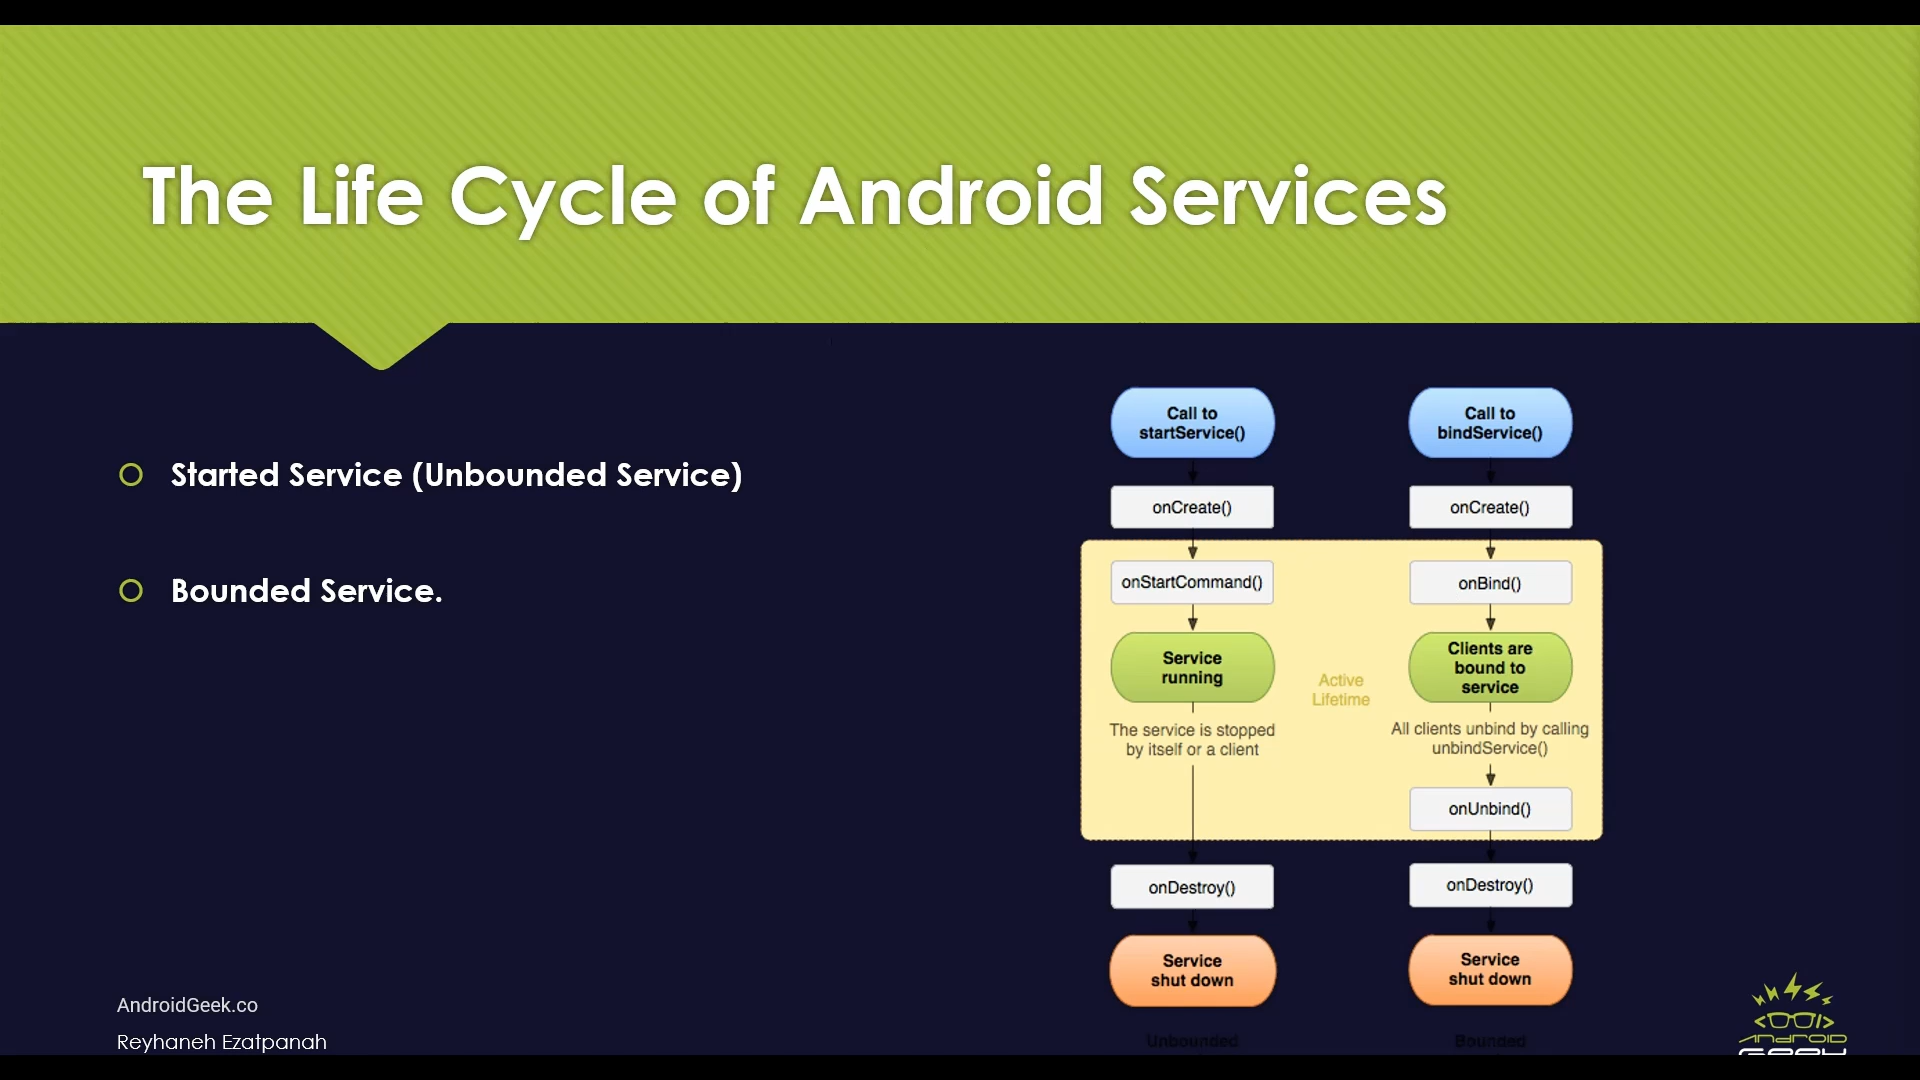 The Life Cycle of Android Services
Started Service (Unbounded Service)
Bounded Service.
Call to
startService()
onCreate()
onStartCommand()
Service
running
The service is stopped
by itself or a client
onDestroy()
Service
shut down
Unbounded
Active
Lifetime
Call to
bindService()
onCreate()
onBind()
Clients are
bound to
service
All clients unbind by calling
unbindService()
onUnbind()
onDestroy()
Service
shut down
Bounded
AndroidGeek.co
Reyhaneh Ezatpanah
Android
Geek